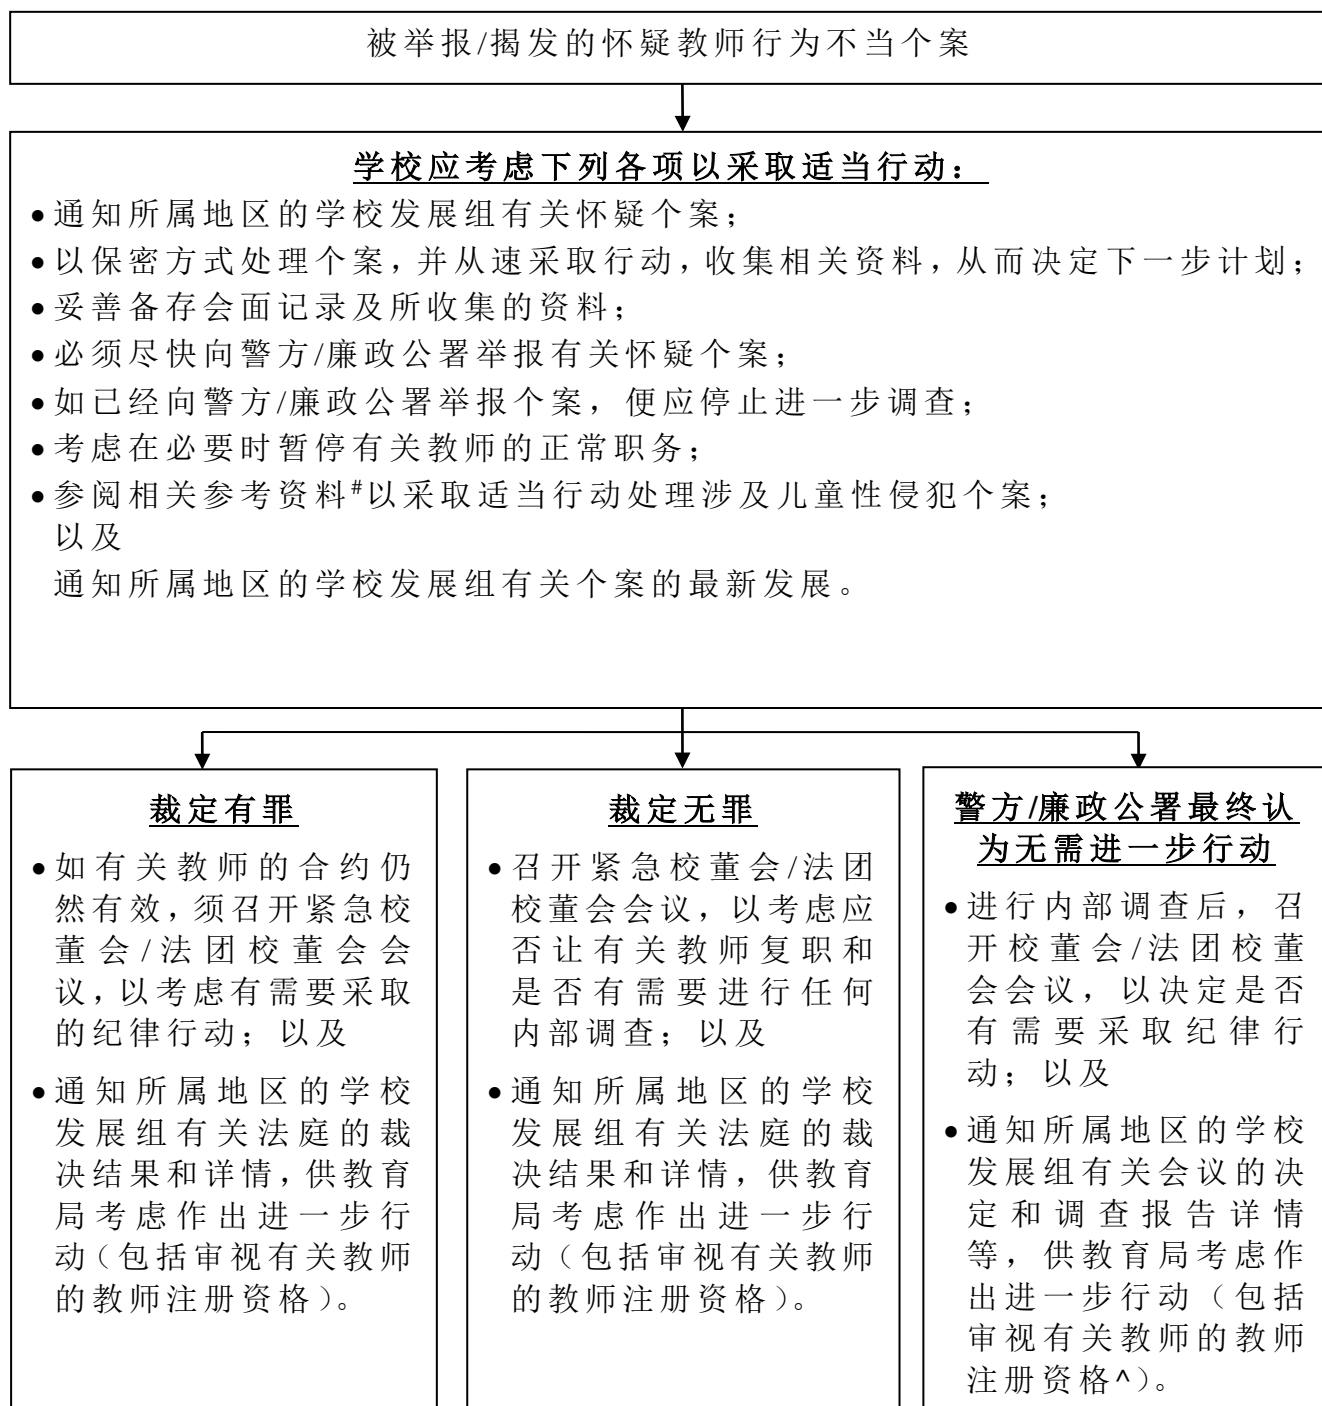 被举报/揭发的怀疑教师行为不当个案
学校应考虑下列各项以采取适当行动：
•通知所属地区的学校发展组有关怀疑个案；
•以保密方式处理个案，并从速采取行动，收集相关资料，从而决定下一步计划；
•妥善备存会面记录及所收集的资料；
•必须尽快向警方/廉政公署举报有关怀疑个案；
•如已经向警方/廉政公署举报个案，便应停止进一步调查；
•考虑在必要时暂停有关教师的正常职务；
•参阅相关参考资料#以采取适当行动处理涉及儿童性侵犯个案；
以及
通知所属地区的学校发展组有关个案的最新发展。
裁定有罪
•如有关教师的合约仍
然有效，须召开紧急校
董会/法团校董会会
议，以考虑有需要采取
的纪律行动；以及
•通知所属地区的学校
发展组有关法庭的裁
决结果和详情，供教育
局考虑作出进一步行
动（包括审视有关教师
的教师注册资格）。
裁定无罪
•召开紧急校董会/法团
校董会会议，以考虑应
否让有关教师复职和
是否有需要进行任何
内部调查；以及
•通知所属地区的学校
发展组有关法庭的裁
决结果和详情，供教育
局考虑作出进一步行
动（包括审视有关教师
的教师注册资格）。
警方/廉政公署最终认
为无需进一步行动
•进行内部调查后，召
开校董会/法团校董
会会议，以决定是否
有需要采取纪律行
动；以及
•通知所属地区的学校
发展组有关会议的决
定和调查报告详情
等，供教育局考虑作
出进一步行动（包括
审视有关教师的教师
注册资格^）。